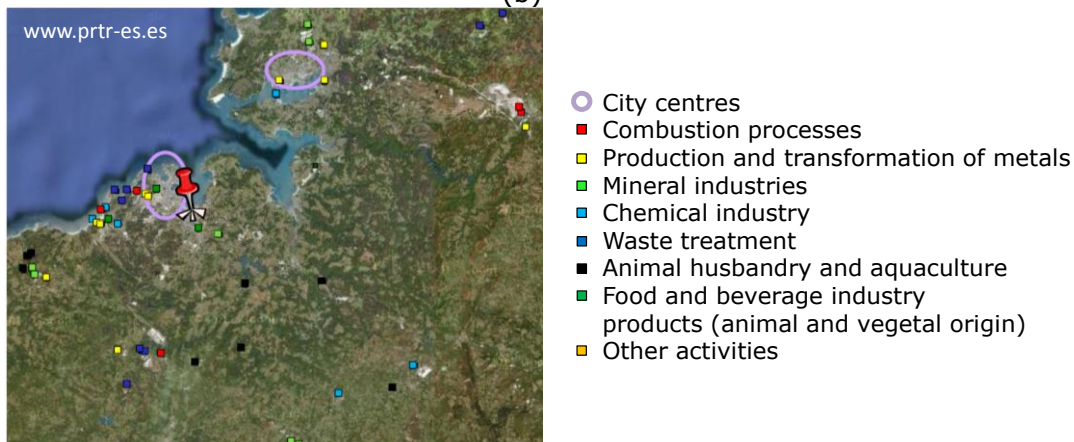 (b)
www.prtr-es.es
City centres
Combustion processes
Production and transformation of metals
Mineral industries
Chemical industry
Waste treatment
Animal husbandry and aquaculture
Food and beverage industry
products (animal and vegetal origin)
Other activities